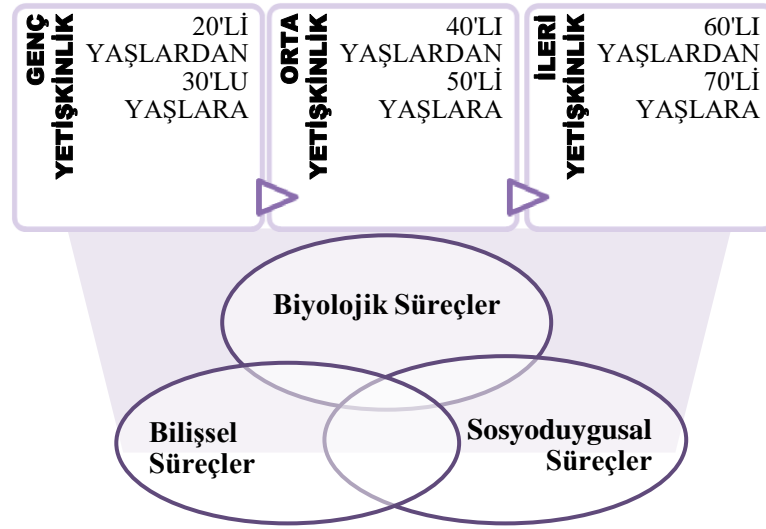 GENÇ
YETİŞKİNLİK
20'Lİ
YAŞLARDAN
30'LU
YAŞLARA
ORTA
YETİŞKİNLİK
40'LI
YAŞLARDAN
50'Lİ
YAŞLARA
İLERİ
YETİŞKİNLİK
60'LI
YAŞLARDAN
70'Lİ
YAŞLARA
Biyolojik Süreçler
Bilişsel
Süreçler
Sosyoduygusal
Süreçler